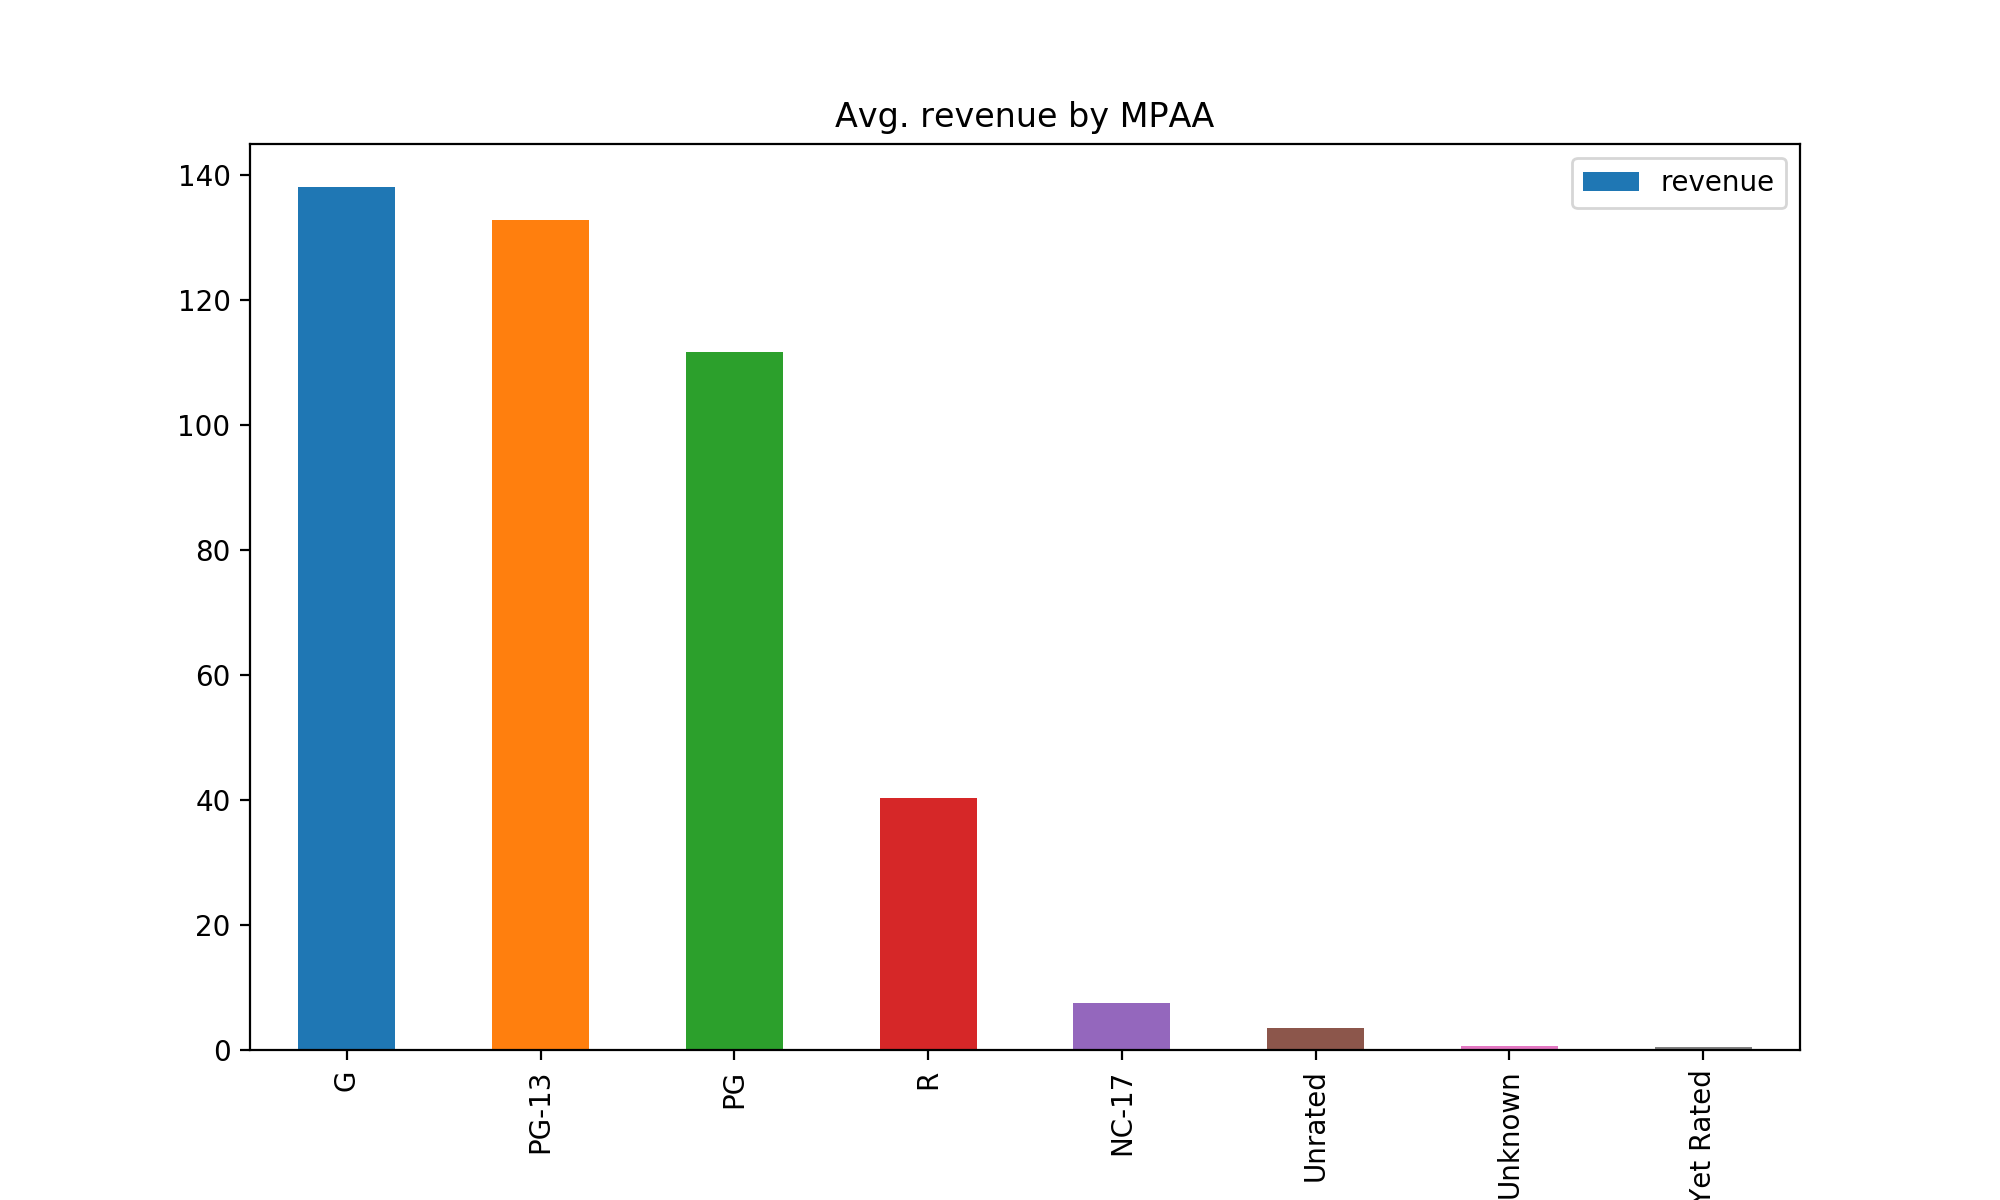 Avg. revenue by MPAA
revenue
140
120
100
80
60
40
20
0
G
PG-13
PG
R
NC-17
Unrated
Unknown
Yet Rated